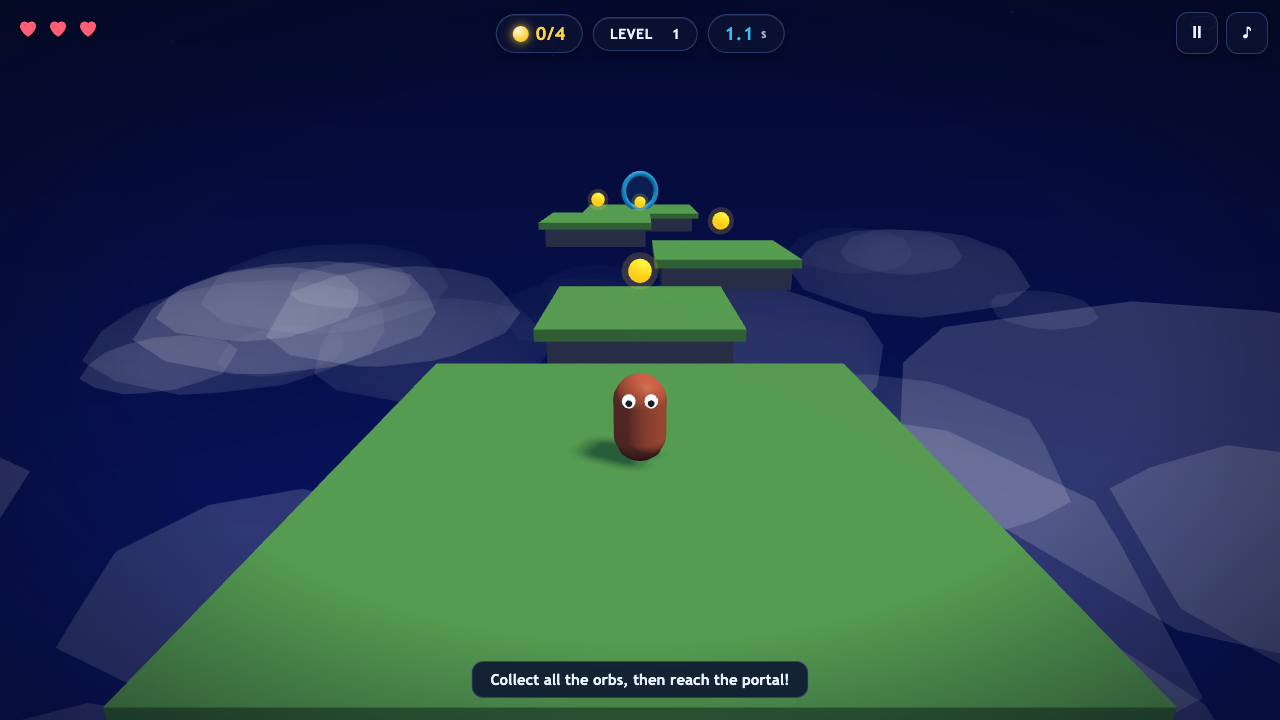 0/4
LEVEL 1
1.1 s
Collect all the orbs, then reach the portal!